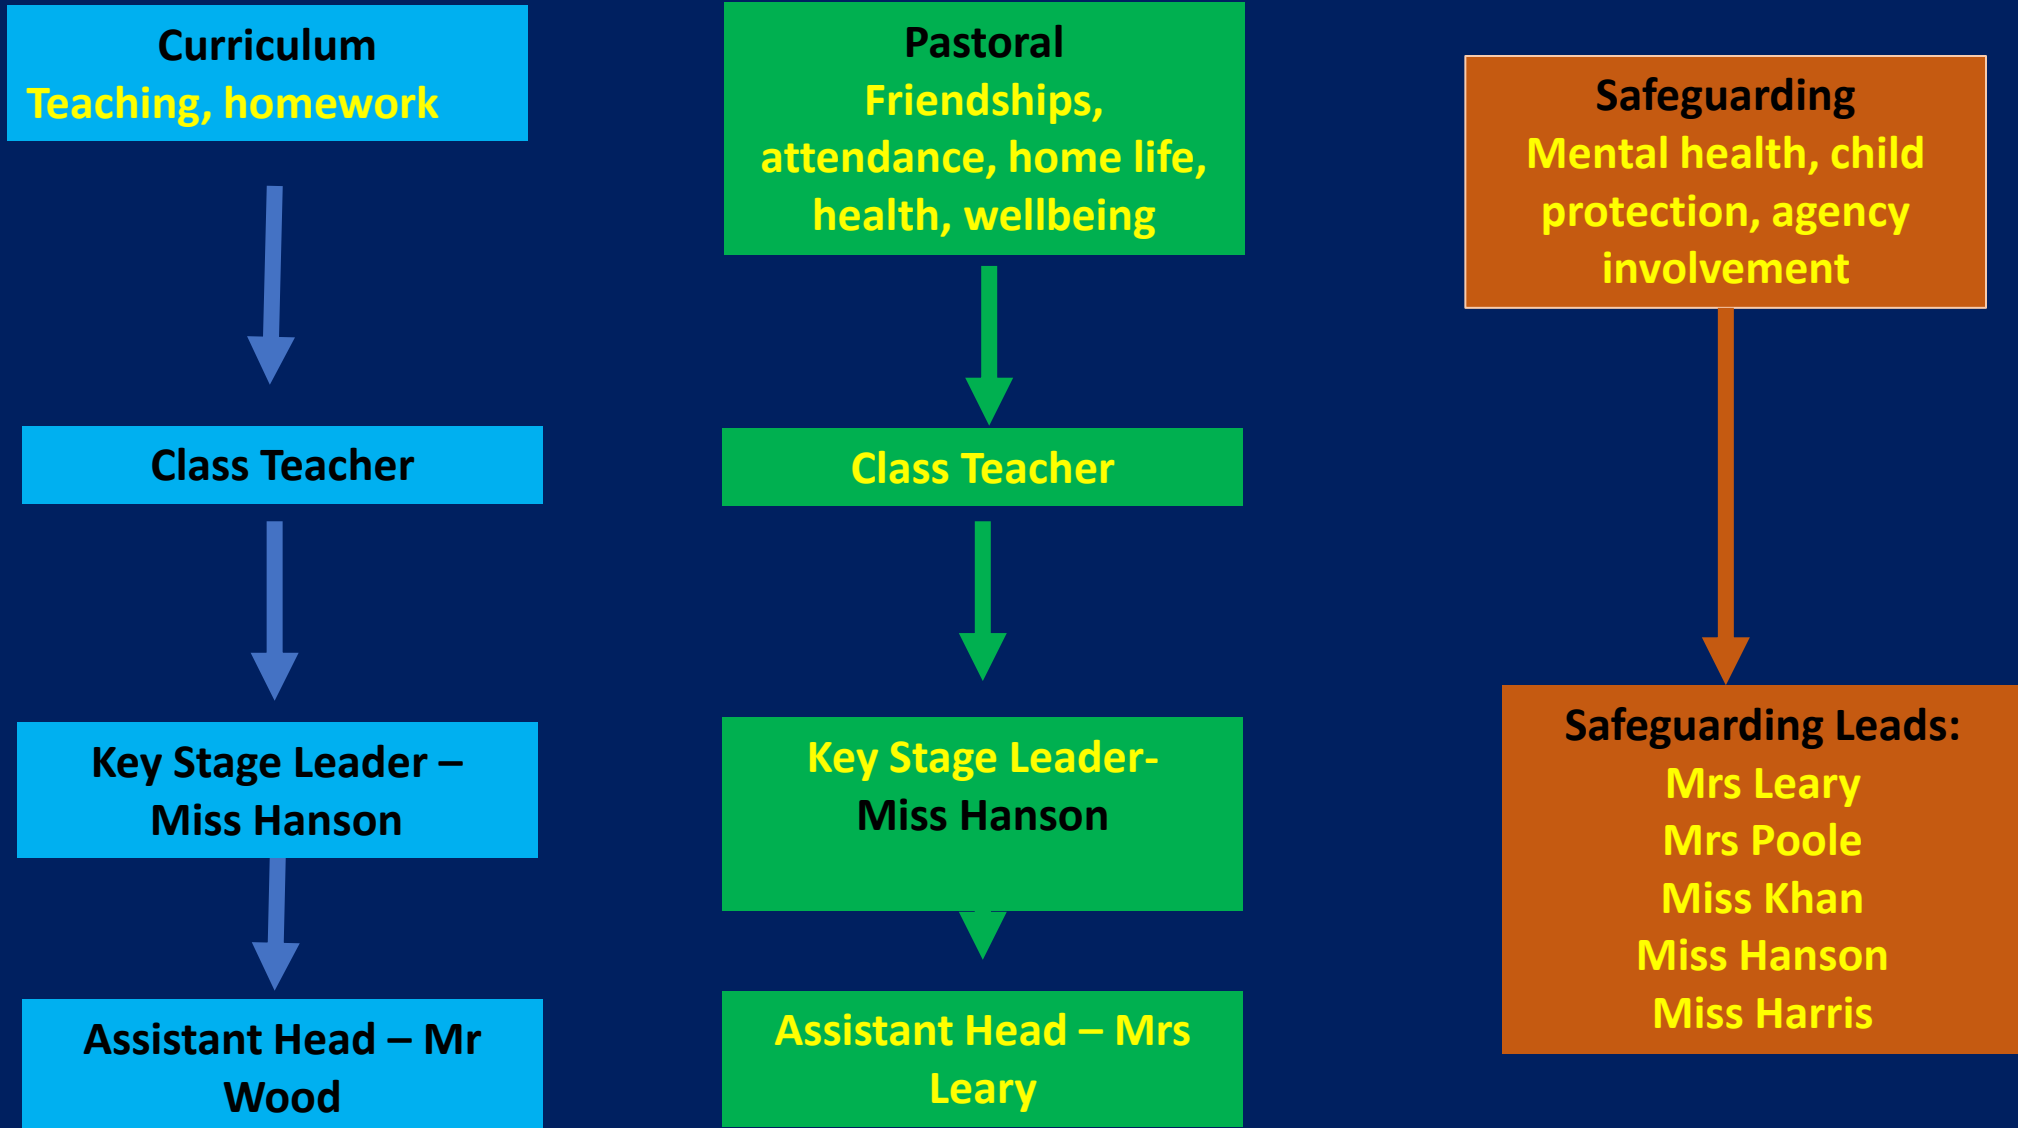 Curriculum
Teaching, homework
Class Teacher
Key Stage Leader –
Miss Hanson
Assistant Head – Mr
Wood
Pastoral
Friendships,
attendance, home life,
health, wellbeing
Class Teacher
Key Stage Leader-
Miss Hanson
Assistant Head – Mrs
Leary
Safeguarding
Mental health, child
protection, agency
involvement
Safeguarding Leads:
Mrs Leary
Mrs Poole
Miss Khan
Miss Hanson
Miss Harris